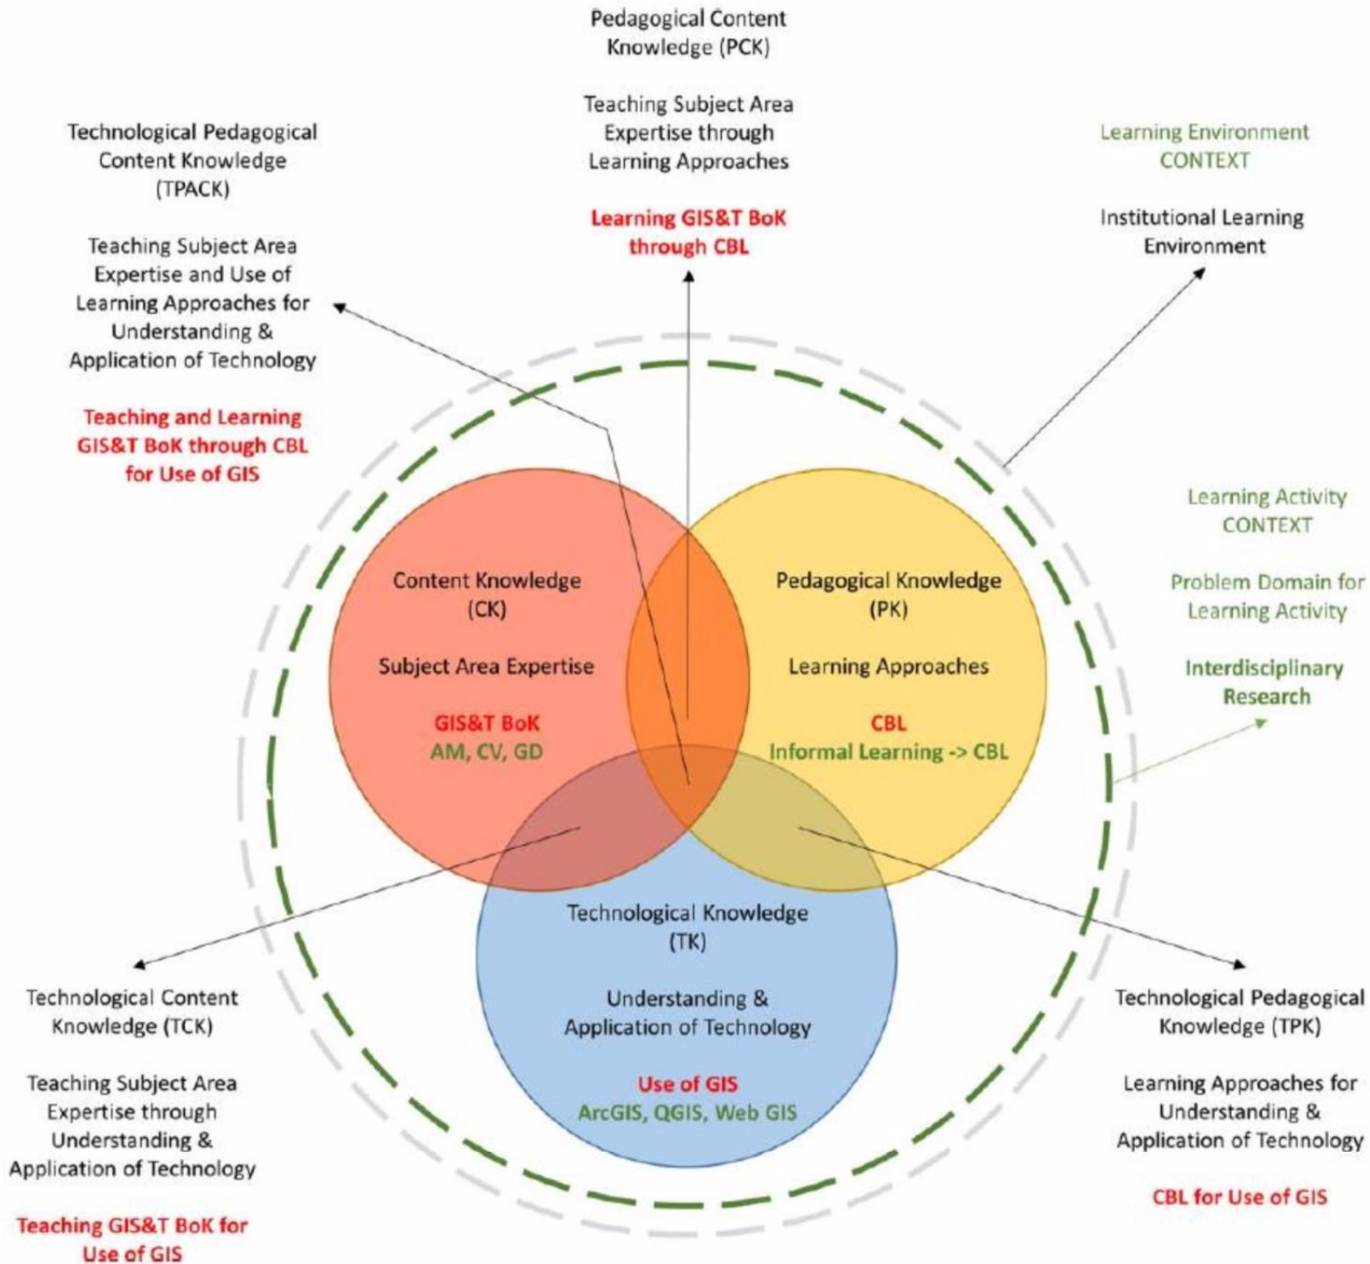 Pedagogical Content
Knowledge (PCK)
Teaching Subject Area
Expertise through
Learning Approaches
Learning GIS&T BoK
through CBL
Technological Pedagogical
Content Knowledge
(TPACK)
Teaching Subject Area
Expertise and Use of
Learning Approaches for
Understanding &
Application of Technology
Teaching and Learning
GIS&T BoK through CBL
for Use of GIS
Learning Environment
CONTEXT
Institutional Learning
Environment
Learning Activity
CONTEXT
Problem Domain for
Learning Activity
Interdisciplinary
Research
Content Knowledge
(CK)
Subject Area Expertise
GIS&T BoK
AM, CV, GD
Pedagogical Knowledge
(PK)
Learning Approaches
CBL
Informal Learning -> CBL
Technological Knowledge
(TK)
Understanding &
Application of Technology
Use of GIS
ArcGIS, QGIS, Web GIS
Technological Content
Knowledge (TCK)
Teaching Subject Area
Expertise through
Understanding &
Application of Technology
Teaching GIS&T BoK for
Use of GIS
Technological Pedagogical
Knowledge (TPK)
Learning Approaches for
Understanding &
Application of Technology
CBL for Use of GIS